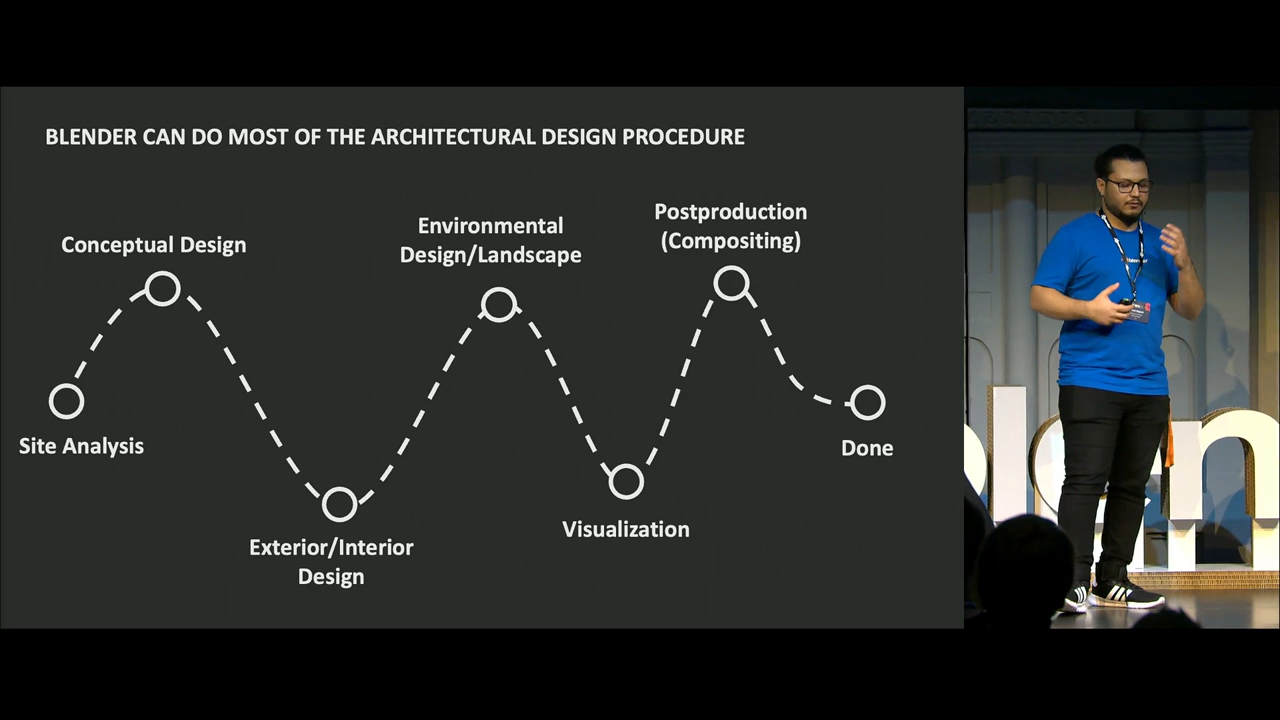 BLENDER CAN DO MOST OF THE ARCHITECTURAL DESIGN PROCEDURE
Conceptual Design
Environmental
Design/Landscape
Postproduction
(Compositing)
Site Analysis
Done
Exterior/Interior
Design
Visualization